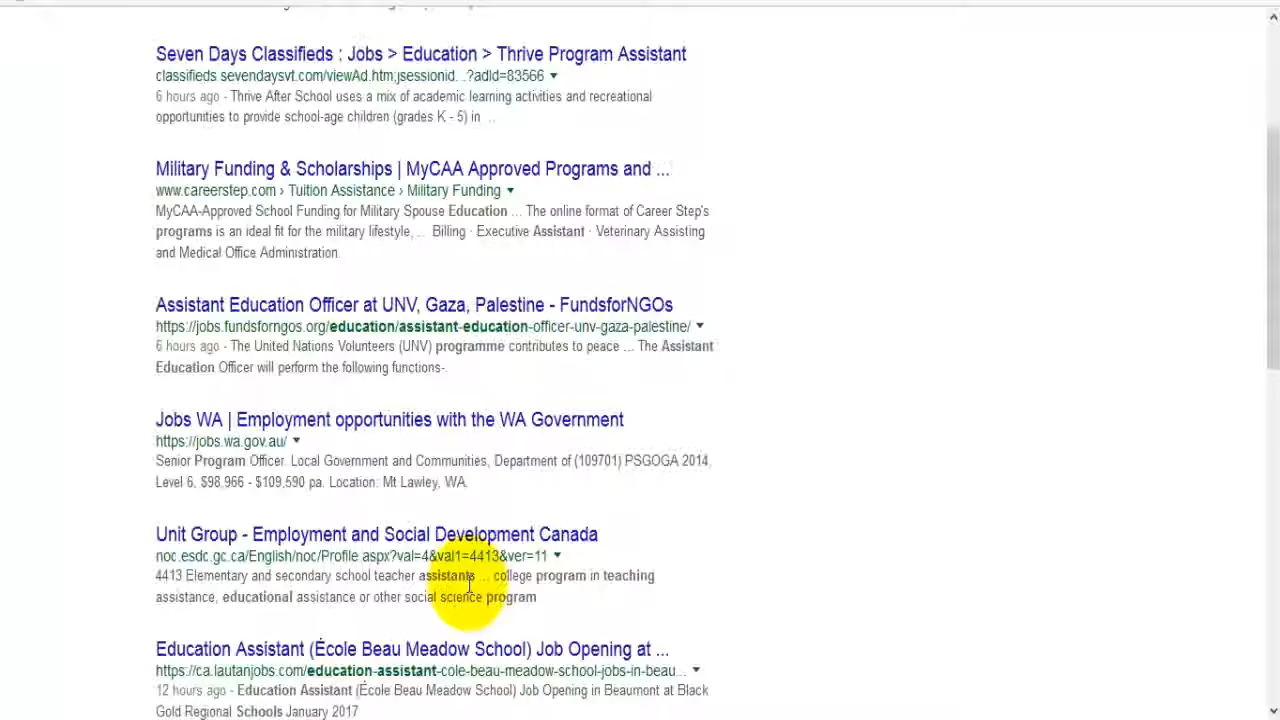 Seven Days Classifieds : Jobs > Education > Thrive Program Assistant
classifieds.sevendaysvt.com/viewAd.htm;jsessionid...?adId=83566
6 hours ago - Thrive After School uses a mix of academic learning activities and recreational
opportunities to provide school-age children (grades K - 5) in ...
Military Funding & Scholarships | MyCAA Approved Programs and ...
www.careerstep.com › Tuition Assistance › Military Funding
MyCAA-Approved School Funding for Military Spouse Education ... The online format of Career Step's
programs is an ideal fit for the military lifestyle, ... Billing · Executive Assistant · Veterinary Assisting
and Medical Office Administration.
Assistant Education Officer at UNV, Gaza, Palestine - FundsforNGOs
https://jobs.fundsforngos.org/education/assistant-education-officer-unv-gaza-palestine/
6 hours ago - The United Nations Volunteers (UNV) programme contributes to peace ... The Assistant
Education Officer will perform the following functions-.
Jobs WA | Employment opportunities with the WA Government
https://jobs.wa.gov.au/
Senior Program Officer. Local Government and Communities, Department of (109701) PSGOGA 2014,
Level 6, $98,966 - $109,590 pa. Location: Mt Lawley, WA.
Unit Group - Employment and Social Development Canada
noc.esdc.gc.ca/English/noc/Profile.aspx?val=4&val1=4413&ver=11
4413 Elementary and secondary school teacher assistants ... college program in teaching
assistance, educational assistance or other social science program
Education Assistant (École Beau Meadow School) Job Opening at ...
https://ca.lautanjobs.com/education-assistant-cole-beau-meadow-school-jobs-in-beau...
12 hours ago - Education Assistant (École Beau Meadow School) Job Opening in Beaumont at Black
Gold Regional Schools January 2017